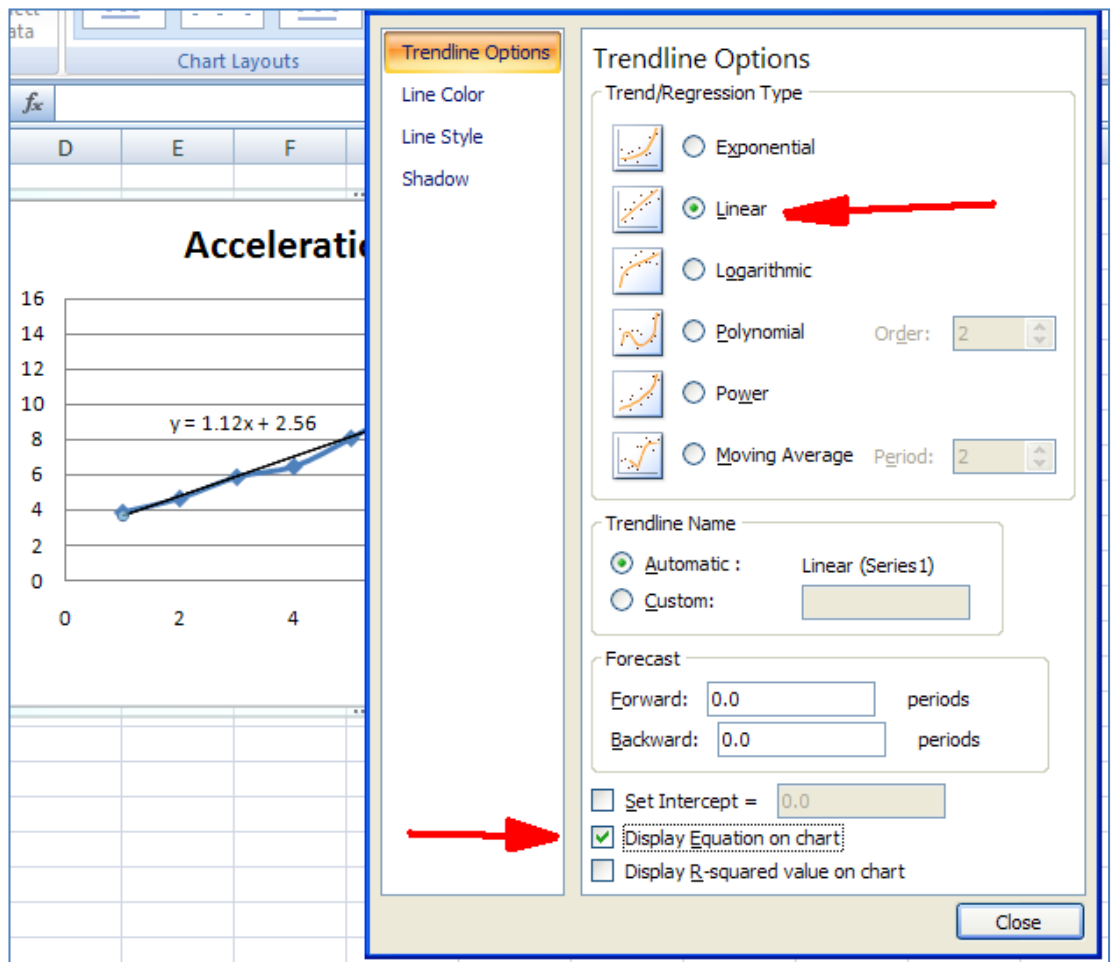 ata
Chart Layouts
fx
D E F
Acceleratio
16
14
12
10
8
6
4
2
0
y = 1.12x + 2.56
0 2 4
Trendline Options
Line Color
Line Style
Shadow
Trendline Options
Trend/Regression Type
Exponential
Linear
Logarithmic
Polynomial Order: 2
Power
Moving Average Period: 2
Trendline Name
Automatic : Linear (Series1)
Custom:
Forecast
Forward: 0.0 periods
Backward: 0.0 periods
Set Intercept = 0.0
Display Equation on chart
Display R-squared value on chart
Close